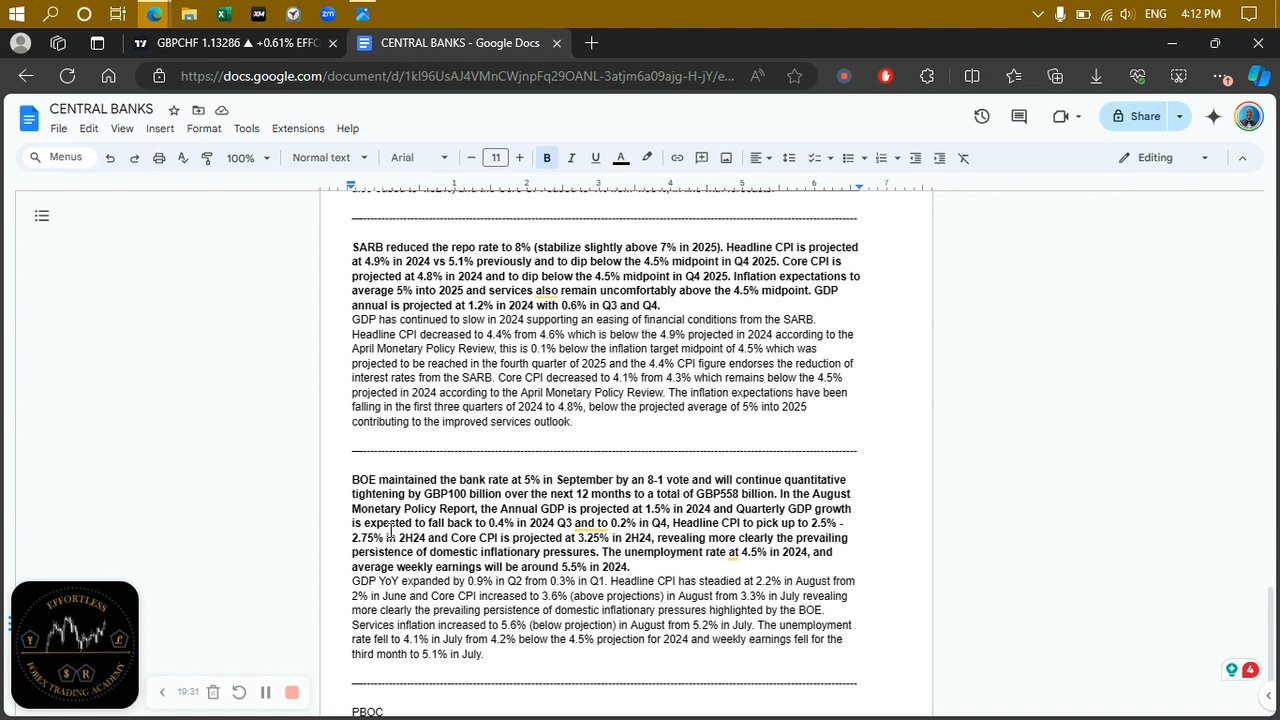 ENG 4:12 PM
GBPCHF 1.13286 ▲ +0.61% EFFC
CENTRAL BANKS - Google Docs
https://docs.google.com/document/d/1kI96UsAJ4VMnCWjnpFq29OANL-3atjm6a09ajg-H-jY/e...
CENTRAL BANKS
File Edit View Insert Format Tools Extensions Help
Share
Menus 100% Normal text Arial 11 B I U A Editing
1 2 3 4 5 6 7
SARB reduced the repo rate to 8% (stabilize slightly above 7% in 2025). Headline CPI is projected
at 4.9% in 2024 vs 5.1% previously and to dip below the 4.5% midpoint in Q4 2025. Core CPI is
projected at 4.8% in 2024 and to dip below the 4.5% midpoint in Q4 2025. Inflation expectations to
average 5% into 2025 and services also remain uncomfortably above the 4.5% midpoint. GDP
annual is projected at 1.2% in 2024 with 0.6% in Q3 and Q4.
GDP has continued to slow in 2024 supporting an easing of financial conditions from the SARB.
Headline CPI decreased to 4.4% from 4.6% which is below the 4.9% projected in 2024 according to the
April Monetary Policy Review, this is 0.1% below the inflation target midpoint of 4.5% which was
projected to be reached in the fourth quarter of 2025 and the 4.4% CPI figure endorses the reduction of
interest rates from the SARB. Core CPI decreased to 4.1% from 4.3% which remains below the 4.5%
projected in 2024 according to the April Monetary Policy Review. The inflation expectations have been
falling in the first three quarters of 2024 to 4.8%, below the projected average of 5% into 2025
contributing to the improved services outlook.
BOE maintained the bank rate at 5% in September by an 8-1 vote and will continue quantitative
tightening by GBP100 billion over the next 12 months to a total of GBP558 billion. In the August
Monetary Policy Report, the Annual GDP is projected at 1.5% in 2024 and Quarterly GDP growth
is expected to fall back to 0.4% in 2024 Q3 and to 0.2% in Q4, Headline CPI to pick up to 2.5% -
2.75% in 2H24 and Core CPI is projected at 3.25% in 2H24, revealing more clearly the prevailing
persistence of domestic inflationary pressures. The unemployment rate at 4.5% in 2024, and
average weekly earnings will be around 5.5% in 2024.
GDP YoY expanded by 0.9% in Q2 from 0.3% in Q1. Headline CPI has steadied at 2.2% in August from
2% in June and Core CPI increased to 3.6% (above projections) in August from 3.3% in July revealing
more clearly the prevailing persistence of domestic inflationary pressures highlighted by the BOE.
Services inflation increased to 5.6% (below projection) in August from 5.2% in July. The unemployment
rate fell to 4.1% in July from 4.2% below the 4.5% projection for 2024 and weekly earnings fell for the
third month to 5.1% in July.
PBOC
EFFORTLESS
FOREX TRADING ACADEMY
19:31
4